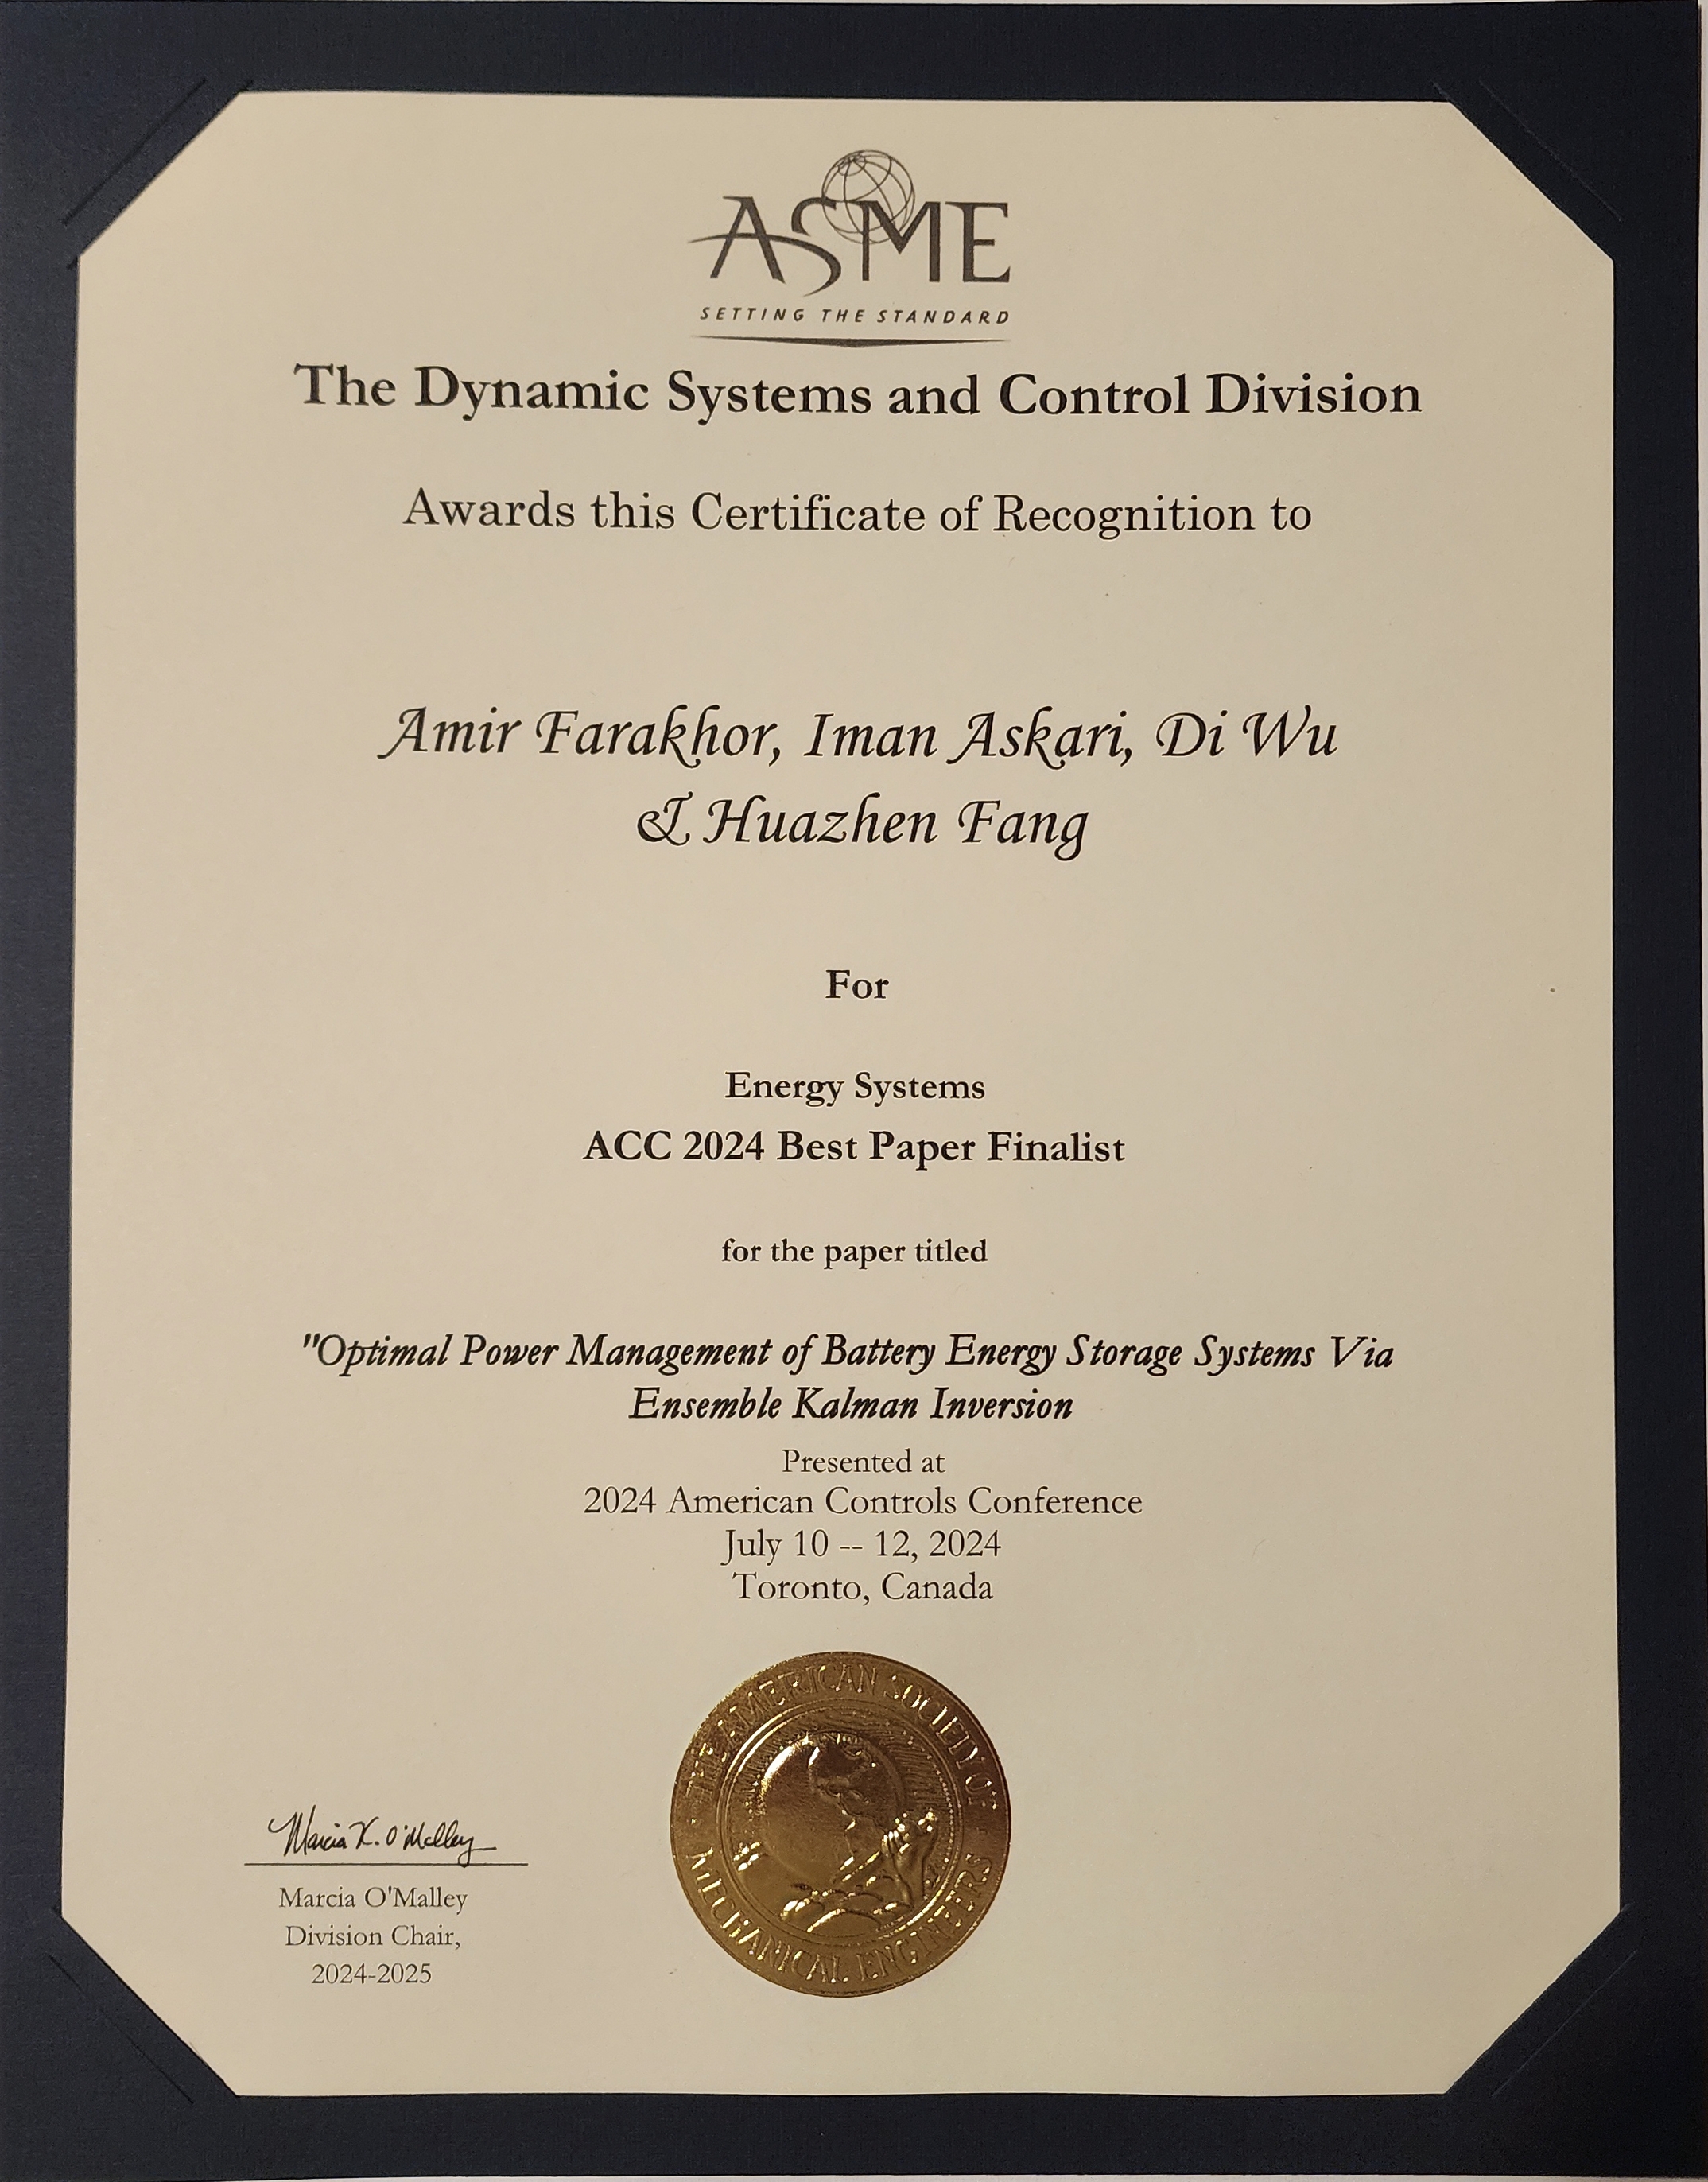 ASME
SETTING THE STANDARD
The Dynamic Systems and Control Division
Awards this Certificate of Recognition to
Amir Farakhor, Iman Askari, Di Wu
& Huazhen Fang
For
Energy Systems
ACC 2024 Best Paper Finalist
for the paper titled
"Optimal Power Management of Battery Energy Storage Systems Via
Ensemble Kalman Inversion
Presented at
2024 American Controls Conference
July 10 -- 12, 2024
Toronto, Canada
THE AMERICAN SOCIETY OF
MECHANICAL ENGINEERS
Marcia K. O'Malley
Marcia O'Malley
Division Chair,
2024-2025